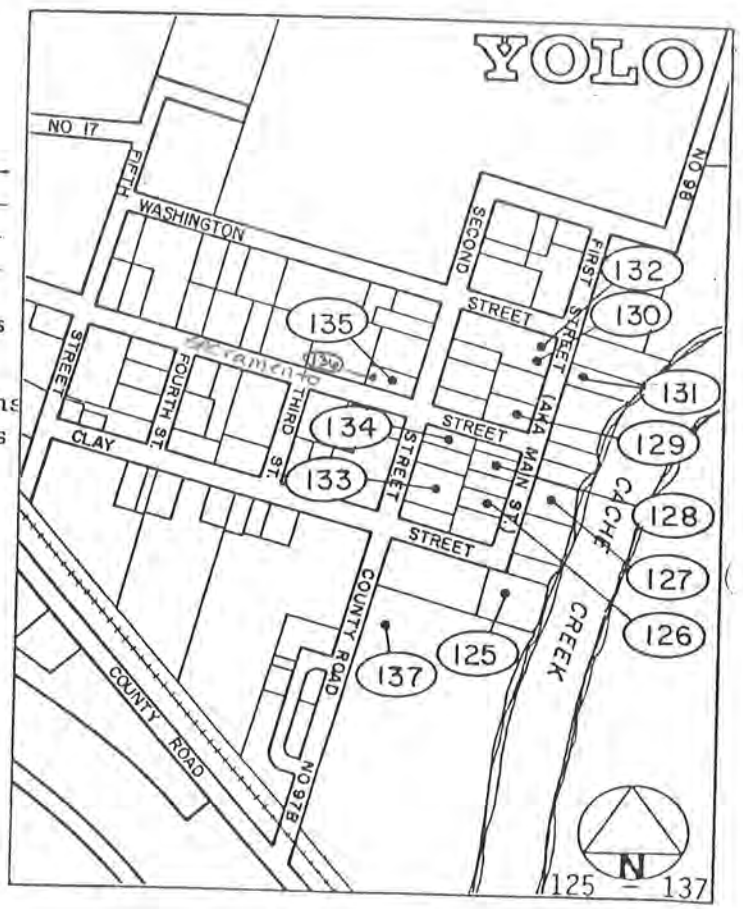 YOLO
NO 17
NO 98
FIFTH
WASHINGTON
SECOND
FIRST STREET (AKA MAIN ST.)
STREET
132
130
135
Sacramento
136
131
STREET
FOURTH ST.
THIRD ST.
134
STREET
129
s
ns
s
CLAY
133
STREET
128
CACHE CREEK
127
STREET
126
COUNTY ROAD NO 97B
125
137
COUNTY ROAD
N
125 - 137